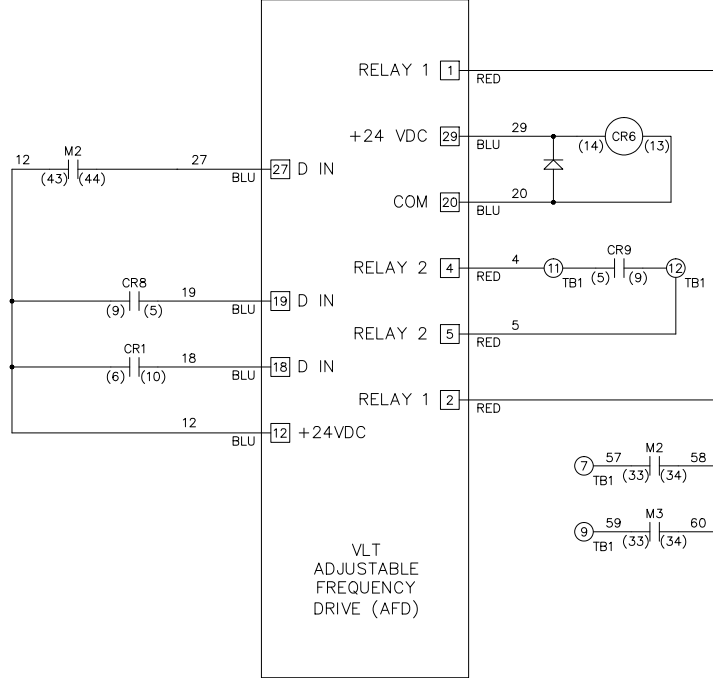 RELAY 1 1
RED
+24 VDC 29 29
BLU
(14) CR6 (13)
M2
12 27
(43) (44)
BLU
27 D IN
COM 20 20
BLU
RELAY 2 4 4
RED
11
TB1
CR9
(5) (9)
12
TB1
CR8
19
(9) (5)
BLU
19 D IN
RELAY 2 5 5
RED
CR1
18
(6) (10)
BLU
18 D IN
RELAY 1 2
RED
12
BLU
12 +24VDC
7
TB1
57
M2
58
(33) (34)
9
TB1
59
M3
60
(33) (34)
VLT
ADJUSTABLE
FREQUENCY
DRIVE (AFD)